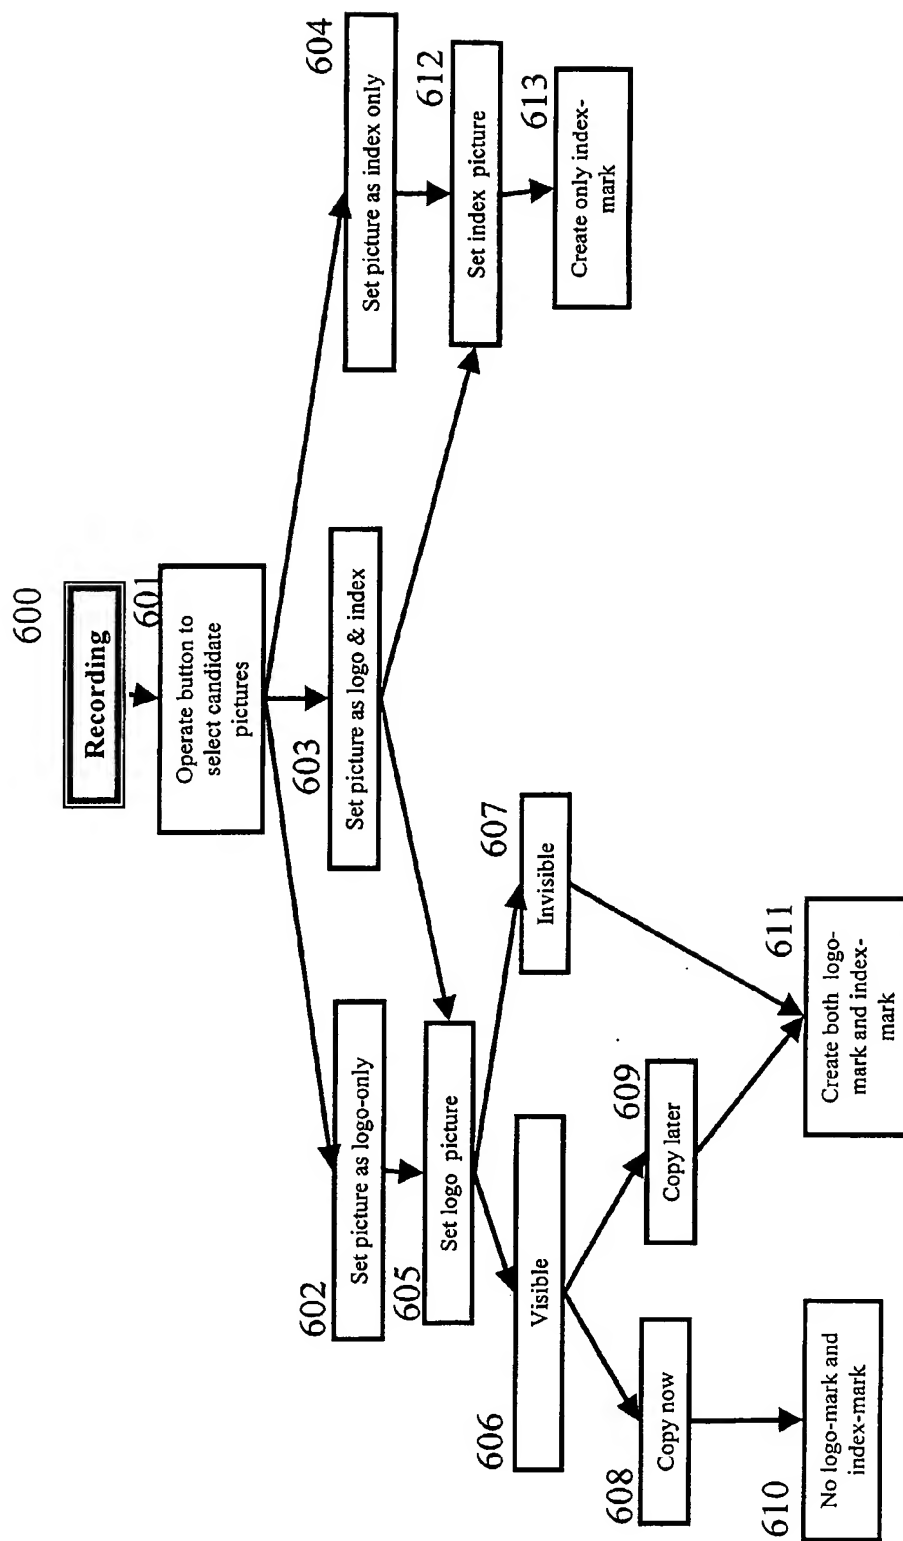 600
Recording
601
Operate button to
select candidate
pictures
602
Set picture as logo-only
603
Set picture as logo & index
604
Set picture as index only
605
Set logo picture
612
Set index picture
606
Visible
607
Invisible
613
Create only index-
mark
608
Copy now
609
Copy later
610
No logo-mark and
index-mark
611
Create both logo-
mark and index-
mark